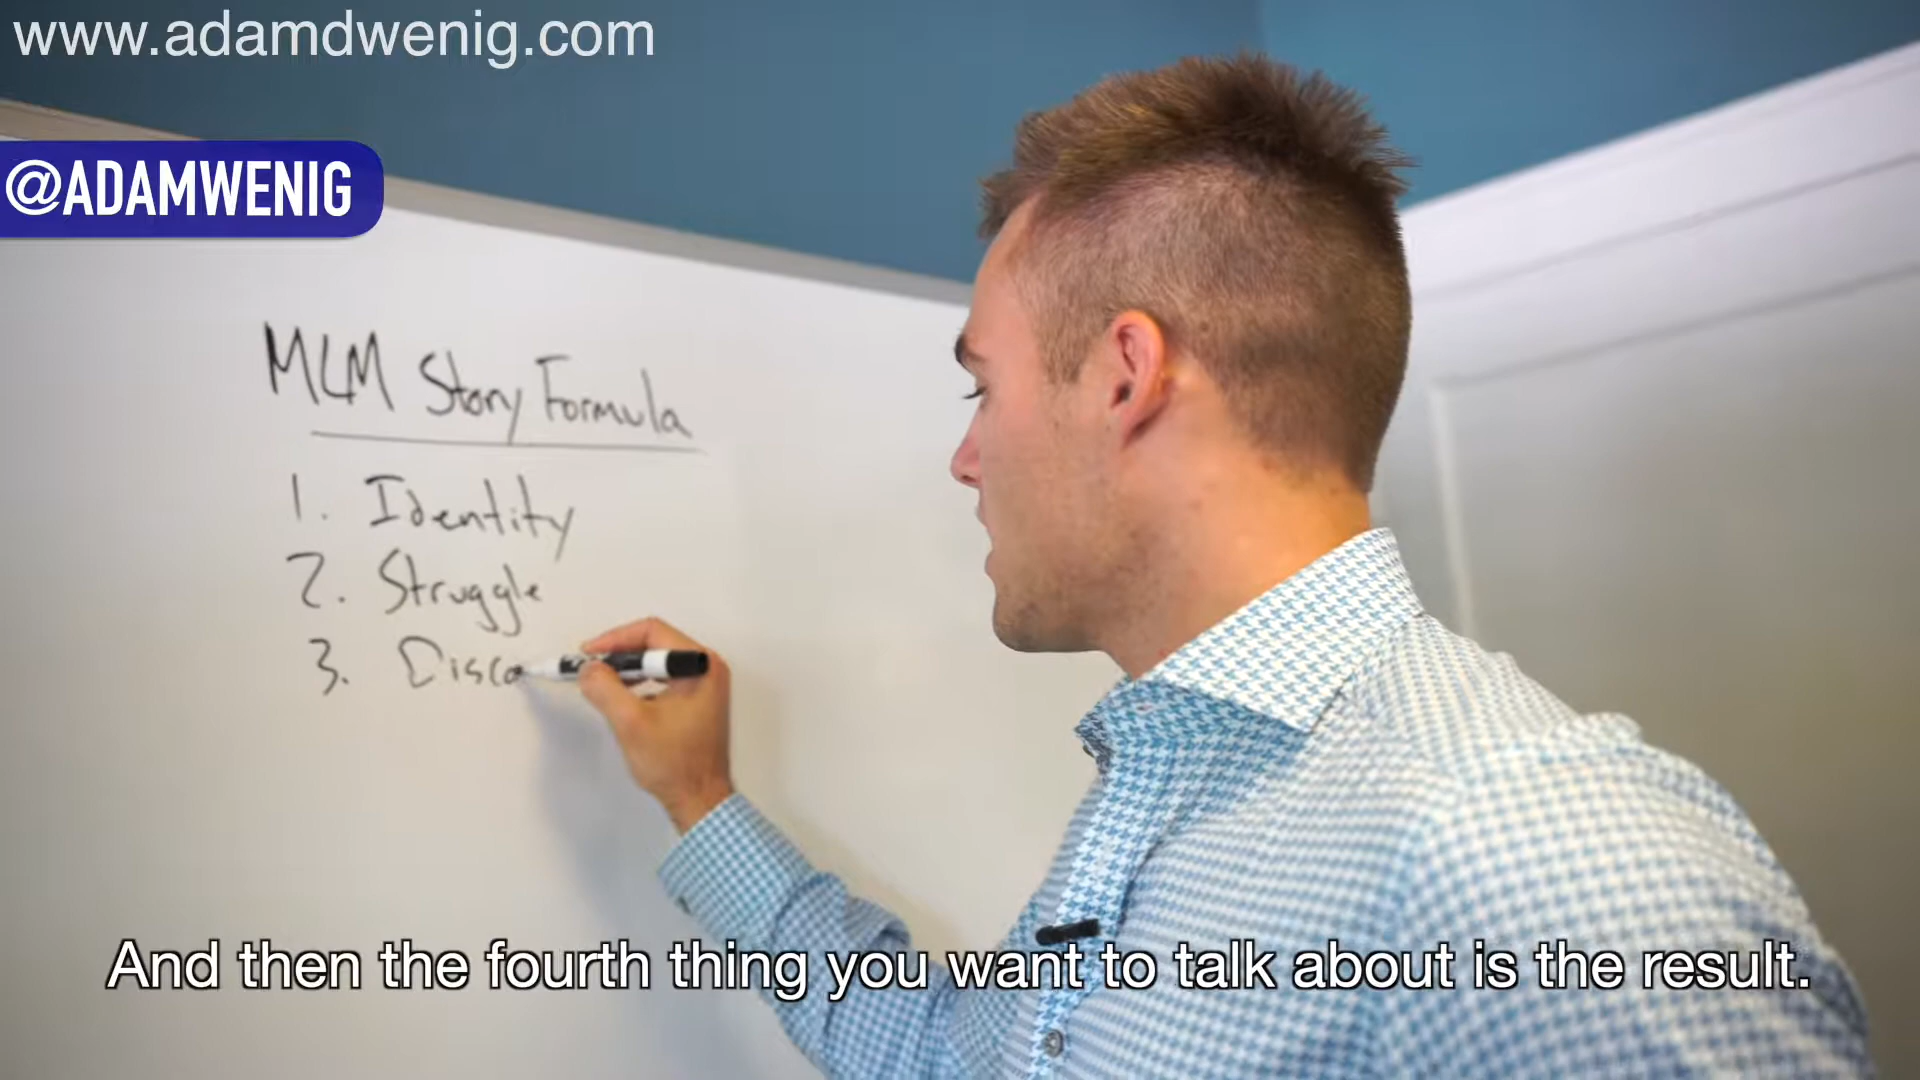 www.adamdwenig.com
@ADAMWENIG
MLM Story Formula
1. Identity
2. Struggle
3. Disco
And then the fourth thing you want to talk about is the result.